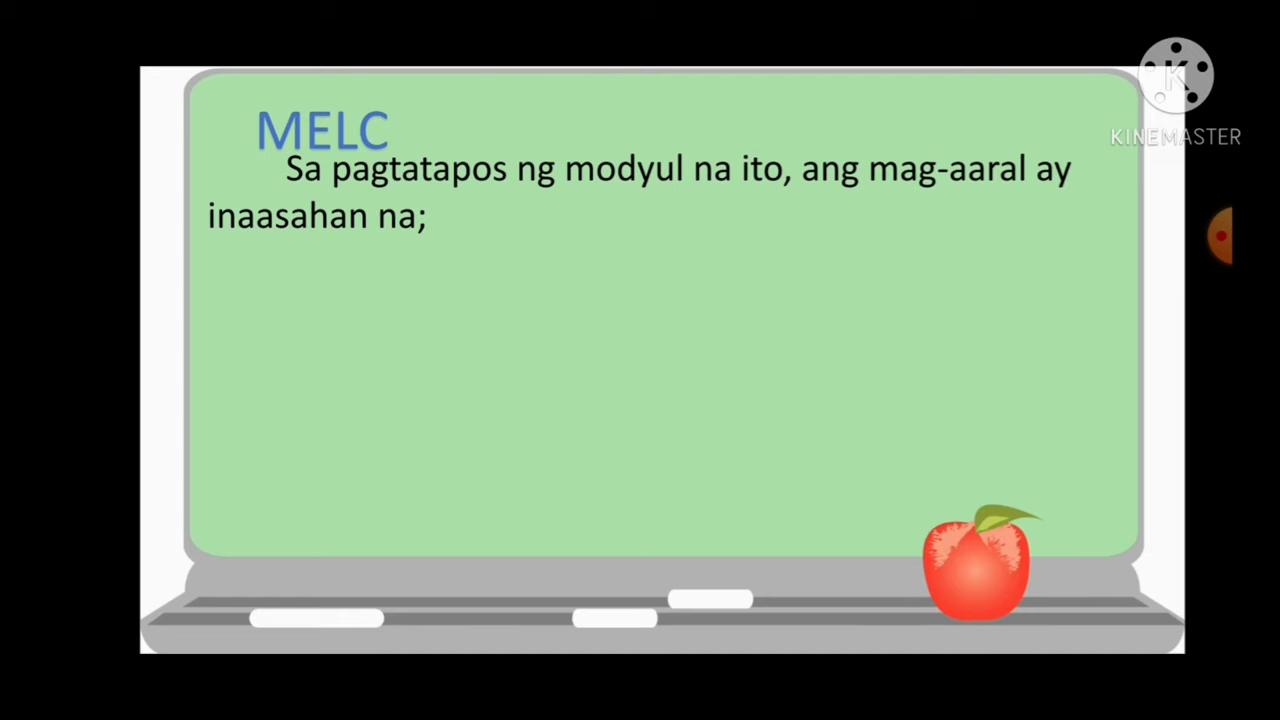 MELC
Sa pagtatapos ng modyul na ito, ang mag-aaral ay
inaasahan na;
K
KINEMASTER